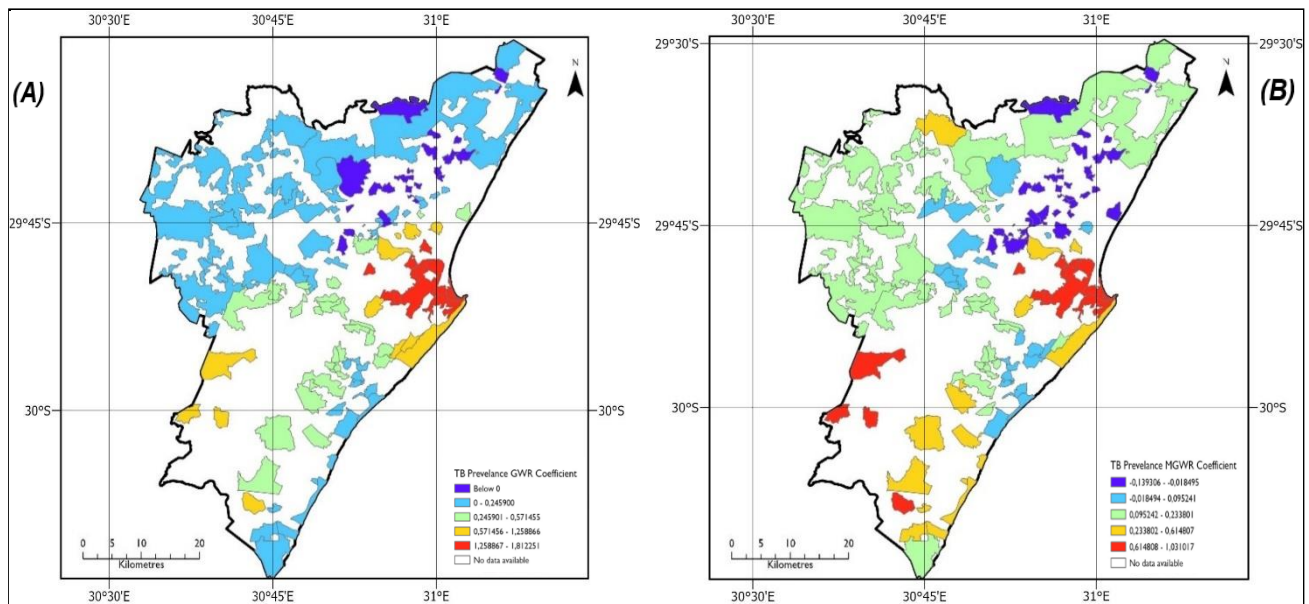 30°30'E 30°45'E 31°E
(A)
N
29°45'S
30°S
TB Prevelance GWR Coefficient
Below 0
0 - 0,245900
0,245901 - 0,571455
0,571456 - 1,258866
1,258867 - 1,812251
No data available
0 5 10 20
Kilometres
30°30'E 30°45'E 31°E
30°30'E 30°45'E 31°E
29°30'S 29°30'S
(B)
N
29°45'S 29°45'S
30°S 30°S
TB Prevelance MGWR Coefficient
-0,139306 - -0,018495
-0,018494 - 0,095241
0,095242 - 0,233801
0,233802 - 0,614807
0,614808 - 1,031017
No data available
0 5 10 20
Kilometres
30°30'E 30°45'E 31°E